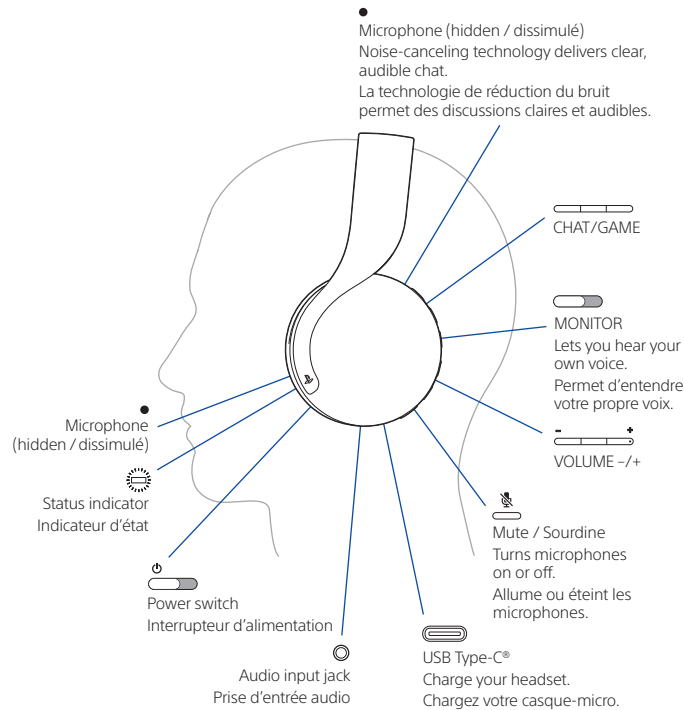 Microphone (hidden / dissimulé)
Noise-canceling technology delivers clear,
audible chat.
La technologie de réduction du bruit
permet des discussions claires et audibles.
CHAT/GAME
MONITOR
Lets you hear your
own voice.
Permet d'entendre
votre propre voix.
- +
VOLUME –/+
Mute / Sourdine
Turns microphones
on or off.
Allume ou éteint les
microphones.
USB Type-C®
Charge your headset.
Chargez votre casque-micro.
Audio input jack
Prise d'entrée audio
Power switch
Interrupteur d'alimentation
Status indicator
Indicateur d'état
Microphone
(hidden / dissimulé)